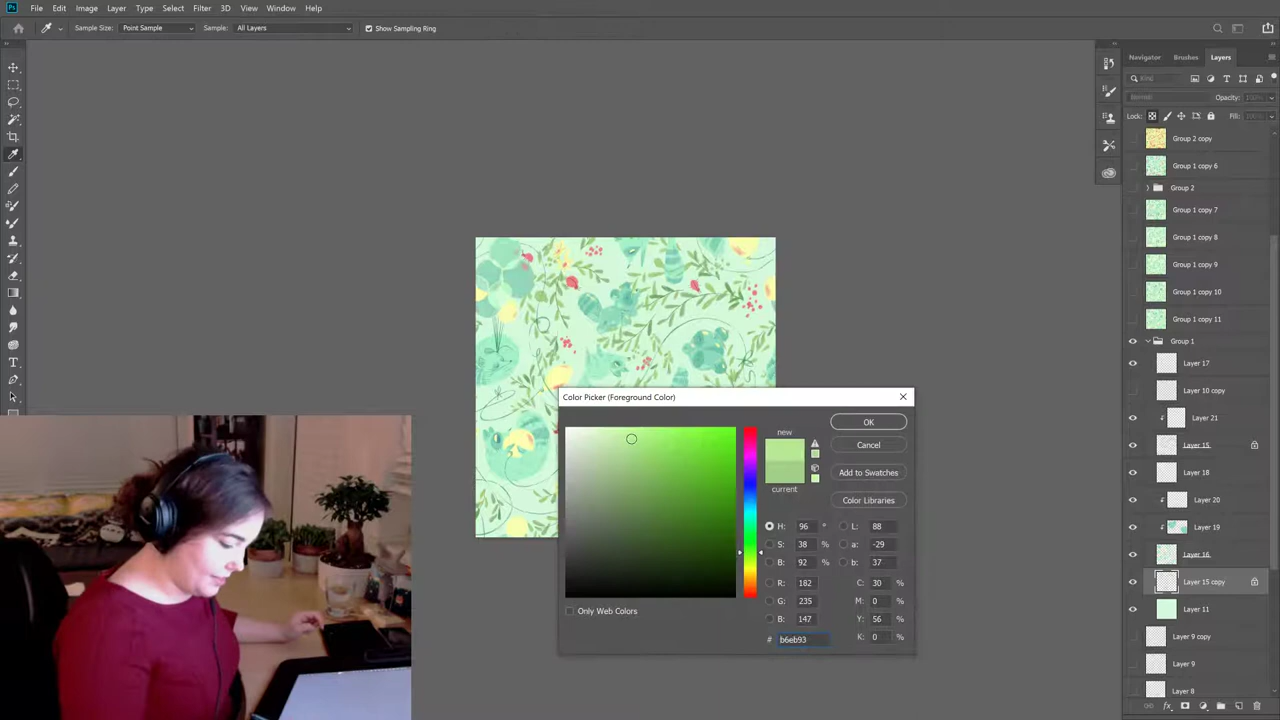 Ps File Edit Image Layer Type Select Filter 3D View Window Help
Sample Size: Point Sample Sample: All Layers Show Sampling Ring
Navigator Brushes Layers
Kind
Normal Opacity: 100%
Lock: Fill: 100%
Group 2 copy
Group 1 copy 6
Group 2
Group 1 copy 7
Group 1 copy 8
Group 1 copy 9
Group 1 copy 10
Group 1 copy 11
Group 1
Layer 17
Layer 10 copy
Layer 21
Layer 15
Layer 18
Layer 20
Layer 19
Layer 16
Layer 15 copy
Layer 11
Layer 9 copy
Layer 9
Layer 8
fx
Color Picker (Foreground Color)
new
current
OK
Cancel
Add to Swatches
Color Libraries
H: 96 ° L: 88
S: 38 % a: -29
B: 92 % b: 37
R: 182 C: 30 %
G: 235 M: 0 %
B: 147 Y: 56 %
# b6eb93 K: 0 %
Only Web Colors